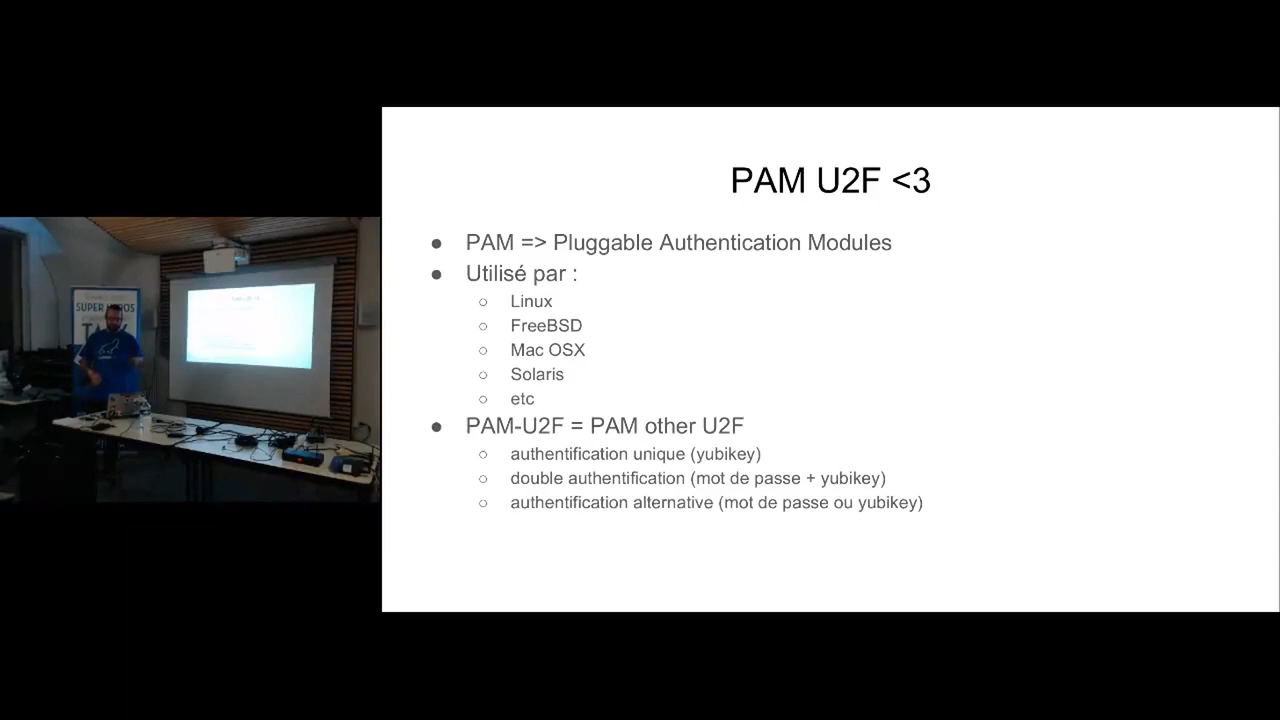 PAM U2F <3
● PAM => Pluggable Authentication Modules
● Utilisé par :
○ Linux
○ FreeBSD
○ Mac OSX
○ Solaris
○ etc
● PAM-U2F = PAM other U2F
○ authentification unique (yubikey)
○ double authentification (mot de passe + yubikey)
○ authentification alternative (mot de passe ou yubikey)